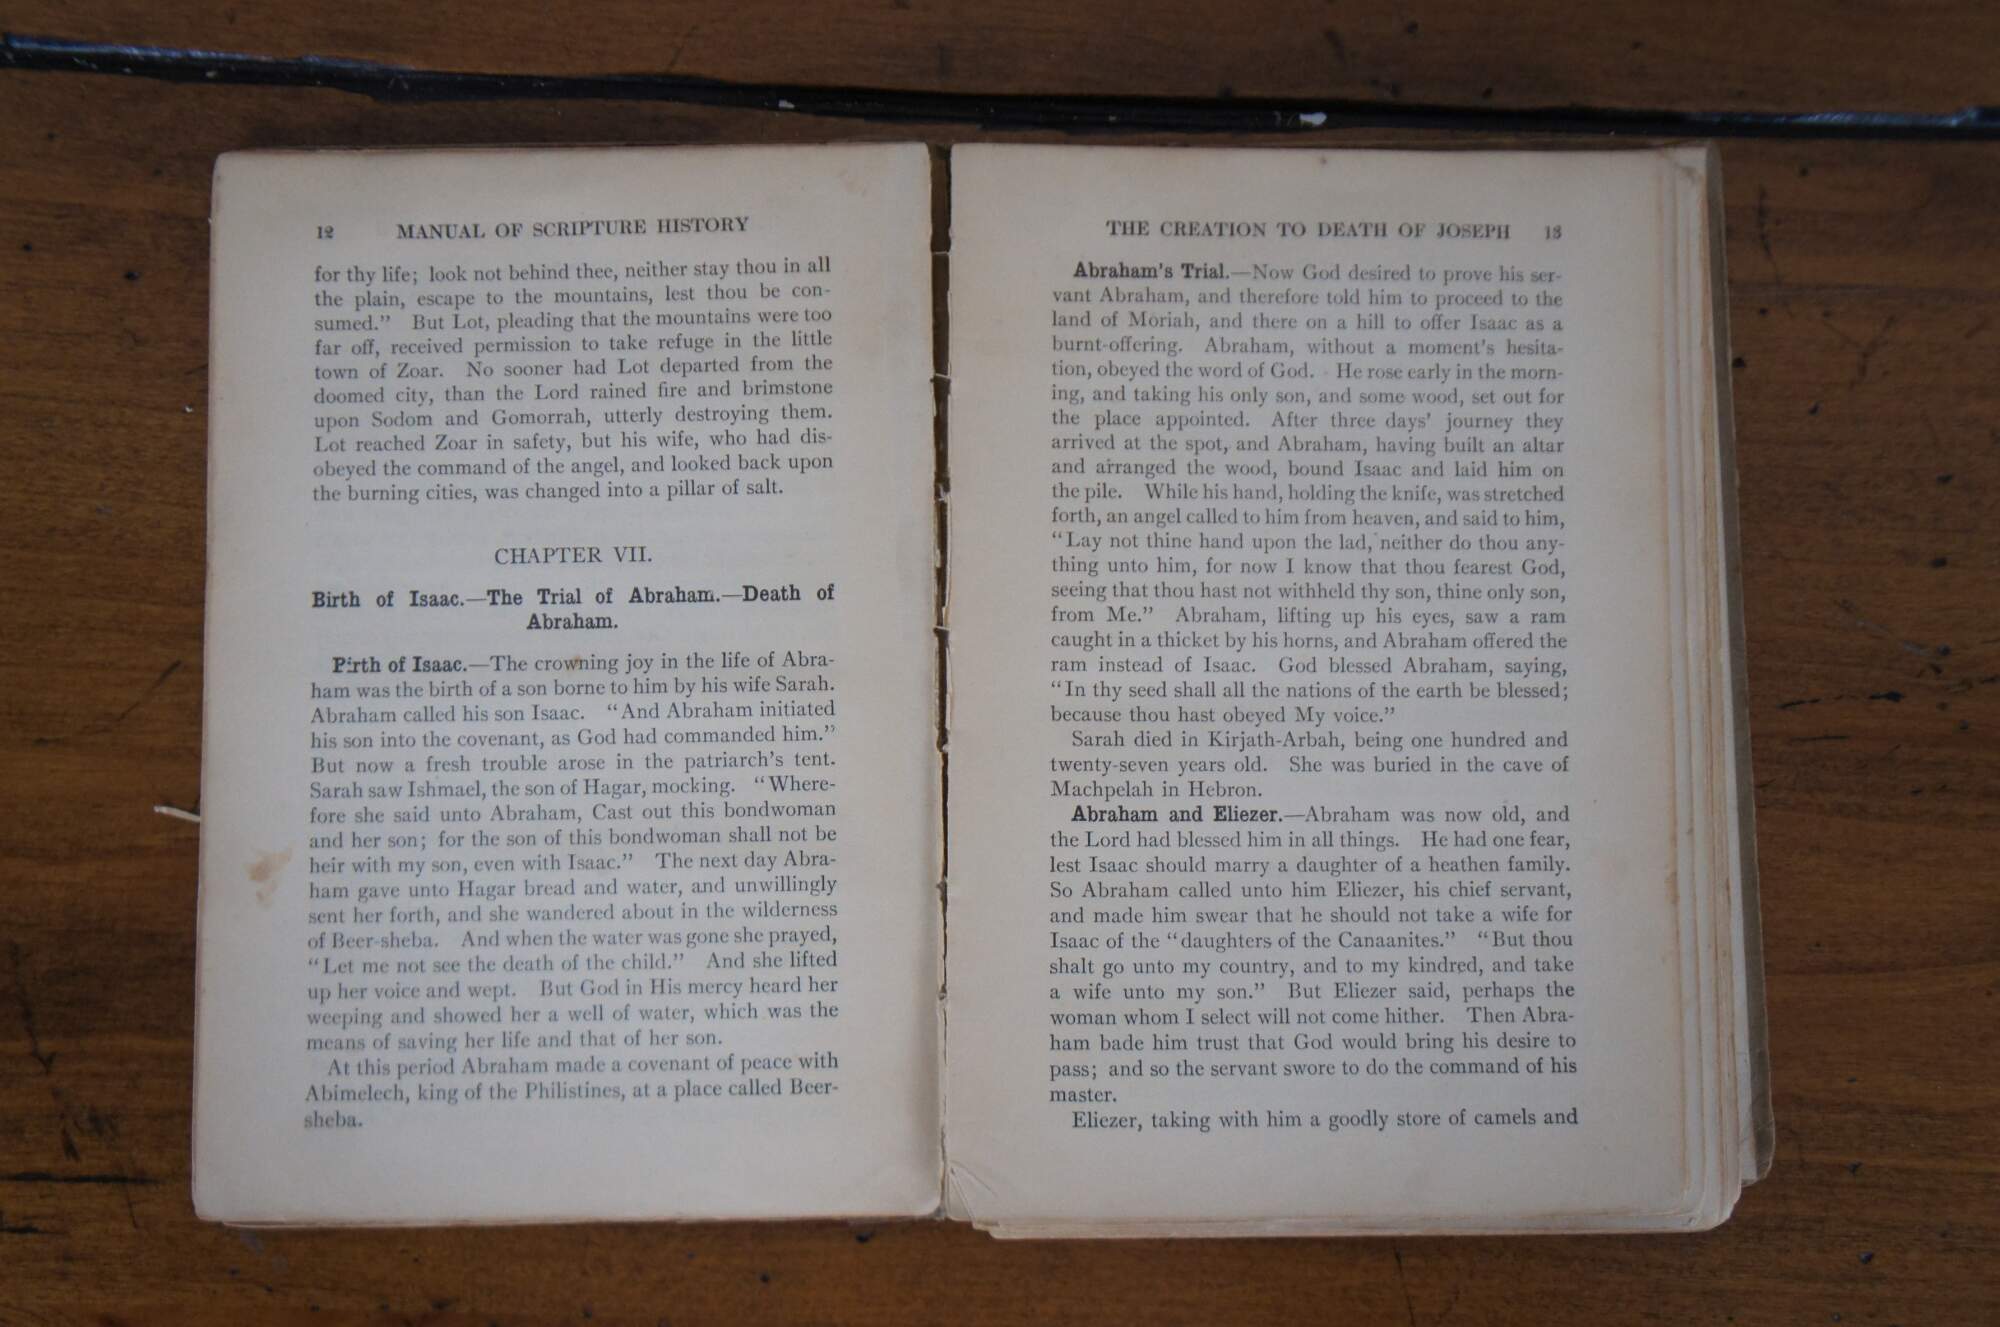 12 MANUAL OF SCRIPTURE HISTORY
for thy life; look not behind thee, neither stay thou in all
the plain, escape to the mountains, lest thou be con-
sumed.” But Lot, pleading that the mountains were too
far off, received permission to take refuge in the little
town of Zoar. No sooner had Lot departed from the
doomed city, than the Lord rained fire and brimstone
upon Sodom and Gomorrah, utterly destroying them.
Lot reached Zoar in safety, but his wife, who had dis-
obeyed the command of the angel, and looked back upon
the burning cities, was changed into a pillar of salt.
CHAPTER VII.
Birth of Isaac.—The Trial of Abraham.—Death of
Abraham.
Birth of Isaac.—The crowning joy in the life of Abra-
ham was the birth of a son borne to him by his wife Sarah.
Abraham called his son Isaac. “And Abraham initiated
his son into the covenant, as God had commanded him.”
But now a fresh trouble arose in the patriarch’s tent.
Sarah saw Ishmael, the son of Hagar, mocking. “Where-
fore she said unto Abraham, Cast out this bondwoman
and her son; for the son of this bondwoman shall not be
heir with my son, even with Isaac.” The next day Abra-
ham gave unto Hagar bread and water, and unwillingly
sent her forth, and she wandered about in the wilderness
of Beer-sheba. And when the water was gone she prayed,
“Let me not see the death of the child.” And she lifted
up her voice and wept. But God in His mercy heard her
weeping and showed her a well of water, which was the
means of saving her life and that of her son.
At this period Abraham made a covenant of peace with
Abimelech, king of the Philistines, at a place called Beer-
sheba.
THE CREATION TO DEATH OF JOSEPH 13
Abraham’s Trial.—Now God desired to prove his ser-
vant Abraham, and therefore told him to proceed to the
land of Moriah, and there on a hill to offer Isaac as a
burnt-offering. Abraham, without a moment’s hesita-
tion, obeyed the word of God. He rose early in the morn-
ing, and taking his only son, and some wood, set out for
the place appointed. After three days’ journey they
arrived at the spot, and Abraham, having built an altar
and arranged the wood, bound Isaac and laid him on
the pile. While his hand, holding the knife, was stretched
forth, an angel called to him from heaven, and said to him,
“Lay not thine hand upon the lad, neither do thou any-
thing unto him, for now I know that thou fearest God,
seeing that thou hast not withheld thy son, thine only son,
from Me.” Abraham, lifting up his eyes, saw a ram
caught in a thicket by his horns, and Abraham offered the
ram instead of Isaac. God blessed Abraham, saying,
“In thy seed shall all the nations of the earth be blessed;
because thou hast obeyed My voice.”
Sarah died in Kirjath-Arbah, being one hundred and
twenty-seven years old. She was buried in the cave of
Machpelah in Hebron.
Abraham and Eliezer.—Abraham was now old, and
the Lord had blessed him in all things. He had one fear,
lest Isaac should marry a daughter of a heathen family.
So Abraham called unto him Eliezer, his chief servant,
and made him swear that he should not take a wife for
Isaac of the “daughters of the Canaanites.” “But thou
shalt go unto my country, and to my kindred, and take
a wife unto my son.” But Eliezer said, perhaps the
woman whom I select will not come hither. Then Abra-
ham bade him trust that God would bring his desire to
pass; and so the servant swore to do the command of his
master.
Eliezer, taking with him a goodly store of camels and